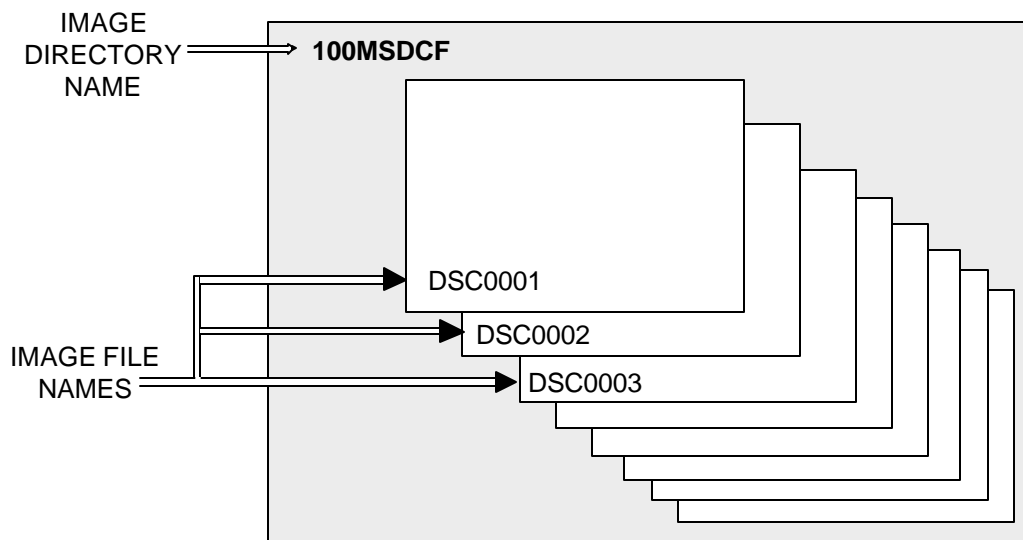 IMAGE
DIRECTORY
NAME
100MSDCF
DSC0001
DSC0002
IMAGE FILE
NAMES
DSC0003